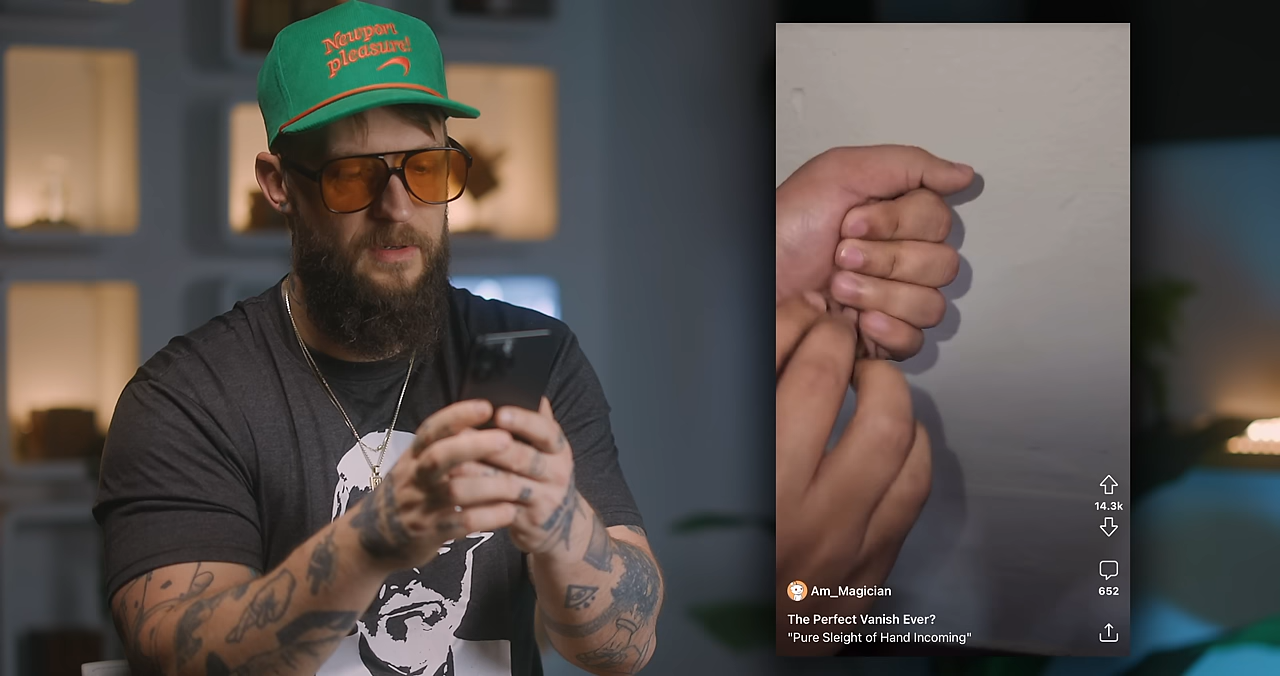 Newport
pleasure!
14.3k
652
Am_Magician
The Perfect Vanish Ever?
"Pure Sleight of Hand Incoming"